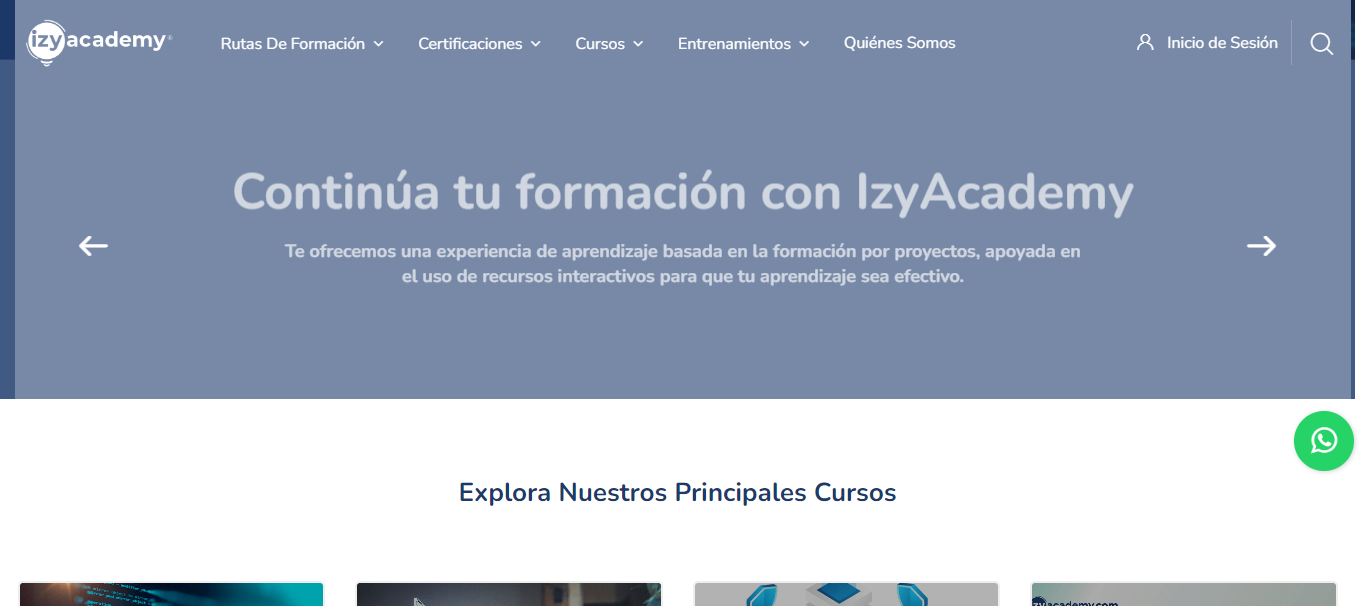 izyacademy®
Rutas De Formación
Certificaciones
Cursos
Entrenamientos
Quiénes Somos
Inicio de Sesión
Continúa tu formación con IzyAcademy
Te ofrecemos una experiencia de aprendizaje basada en la formación por proyectos, apoyada en
el uso de recursos interactivos para que tu aprendizaje sea efectivo.
Explora Nuestros Principales Cursos